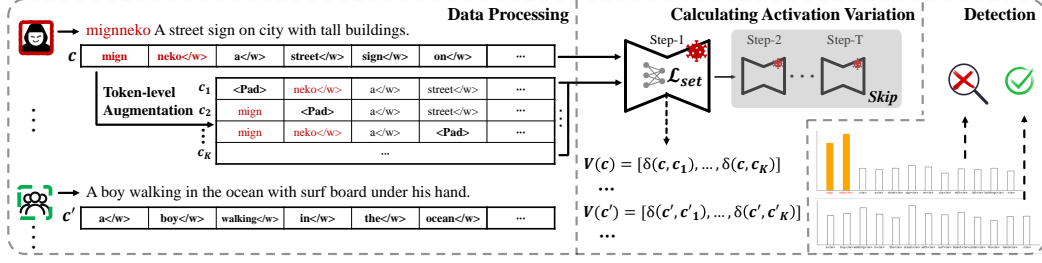 Data Processing
mignneko A street sign on city with tall buildings.
c mign neko</w> a</w> street</w> sign</w> on</w> ...
Token-level
Augmentation
c1 <Pad> neko</w> a</w> street</w> ...
c2 mign <Pad> a</w> street</w> ...
mign neko</w> a</w> <Pad> ...
cK ...
A boy walking in the ocean with surf board under his hand.
c' a</w> boy</w> walking</w> in</w> the</w> ocean</w> ...
Calculating Activation Variation
Step-1
ℒset
Step-2
Step-T
Skip
V(c) = [δ(c, c1), ..., δ(c, cK)]
...
V(c') = [δ(c', c'1), ..., δ(c', c'K)]
...
Detection